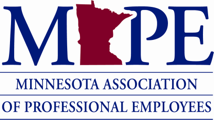 MAPE
MINNESOTA ASSOCIATION
OF PROFESSIONAL EMPLOYEES